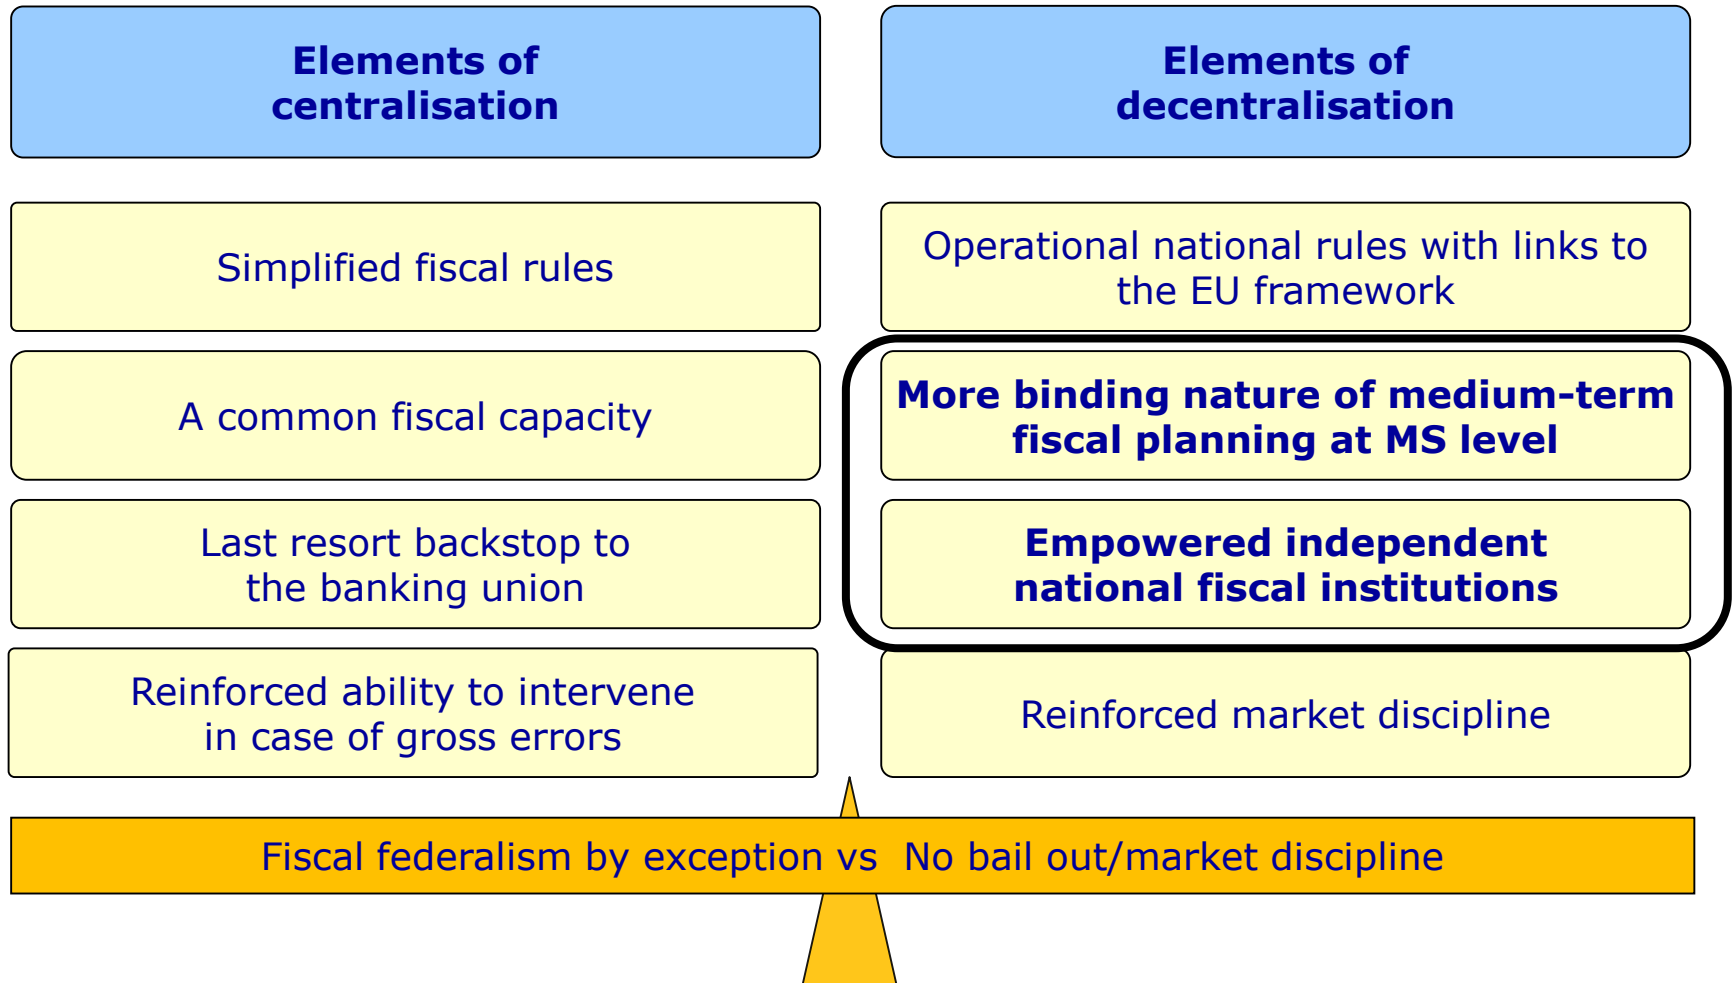 Elements of
centralisation
Simplified fiscal rules
A common fiscal capacity
Last resort backstop to
the banking union
Reinforced ability to intervene
in case of gross errors
Elements of
decentralisation
Operational national rules with links to
the EU framework
More binding nature of medium-term
fiscal planning at MS level
Empowered independent
national fiscal institutions
Reinforced market discipline
Fiscal federalism by exception vs  No bail out/market discipline